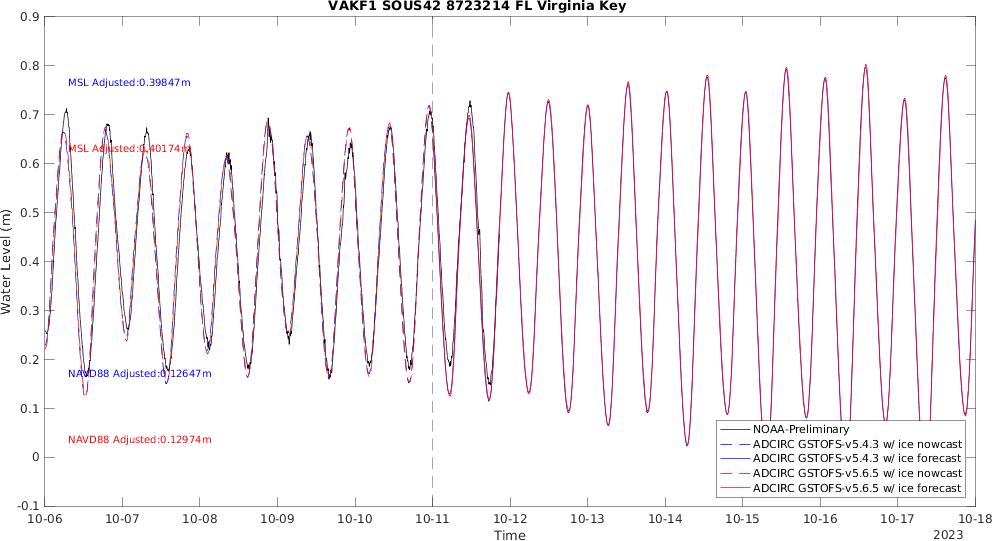 VAKF1 SOUS42 8723214 FL Virginia Key
0.9
0.8
0.7
0.6
0.5
0.4
0.3
0.2
0.1
0
-0.1
Water Level (m)
MSL Adjusted:0.39847m
MSL Adjusted:0.40174m
NAVD88 Adjusted:0.12647m
NAVD88 Adjusted:0.12974m
NOAA-Preliminary
ADCIRC GSTOFS-v5.4.3 w/ ice nowcast
ADCIRC GSTOFS-v5.4.3 w/ ice forecast
ADCIRC GSTOFS-v5.6.5 w/ ice nowcast
ADCIRC GSTOFS-v5.6.5 w/ ice forecast
10-06 10-07 10-08 10-09 10-10 10-11 10-12 10-13 10-14 10-15 10-16 10-17 10-18
Time
2023